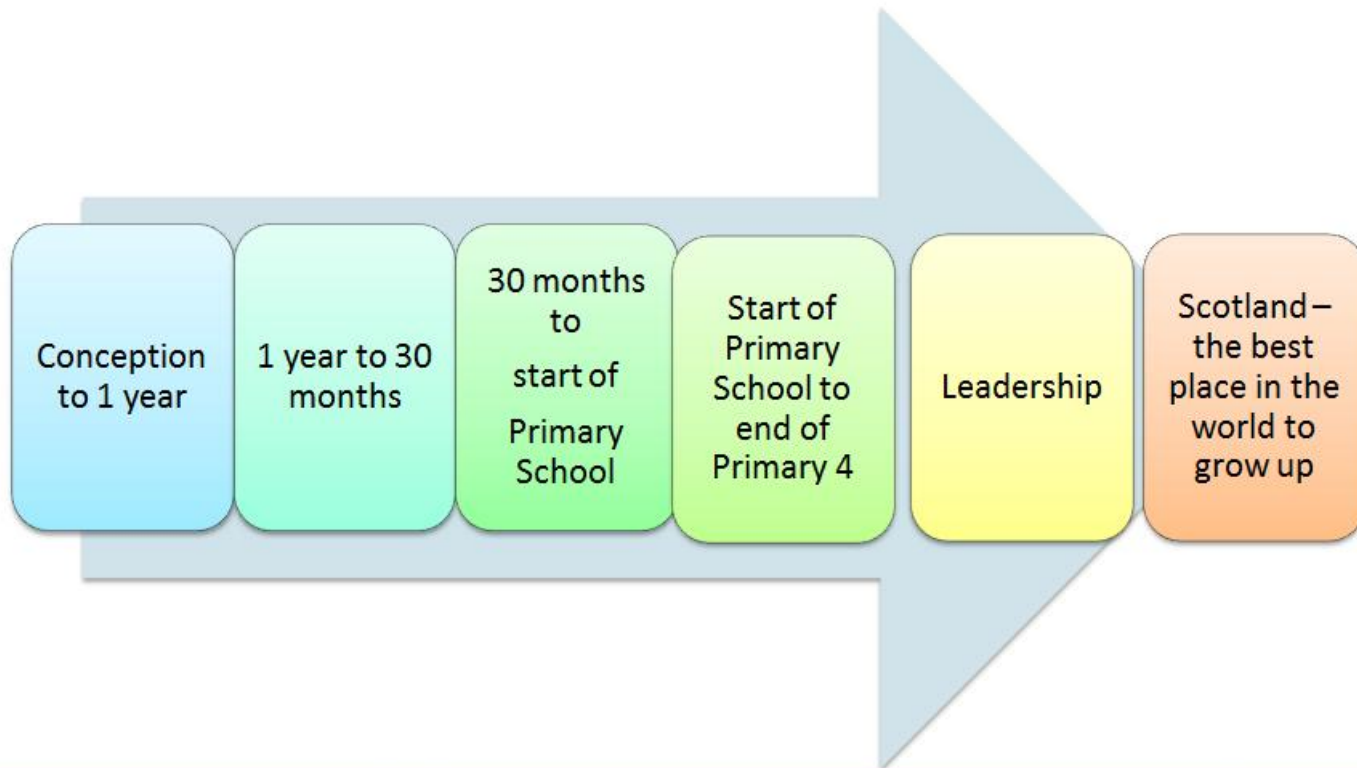 Conception
to 1 year
1 year to 30
months
30 months
to
start of
Primary
School
Start of
Primary
School to
end of
Primary 4
Leadership
Scotland –
the best
place in the
world to
grow up